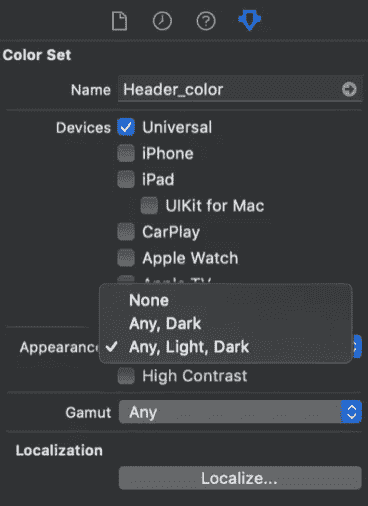 Color Set
Name Header_color
Devices Universal
iPhone
iPad
UIKit for Mac
CarPlay
Apple Watch
Apple TV
None
Any, Dark
Appearance ✓ Any, Light, Dark
High Contrast
Gamut Any
Localization
Localize...